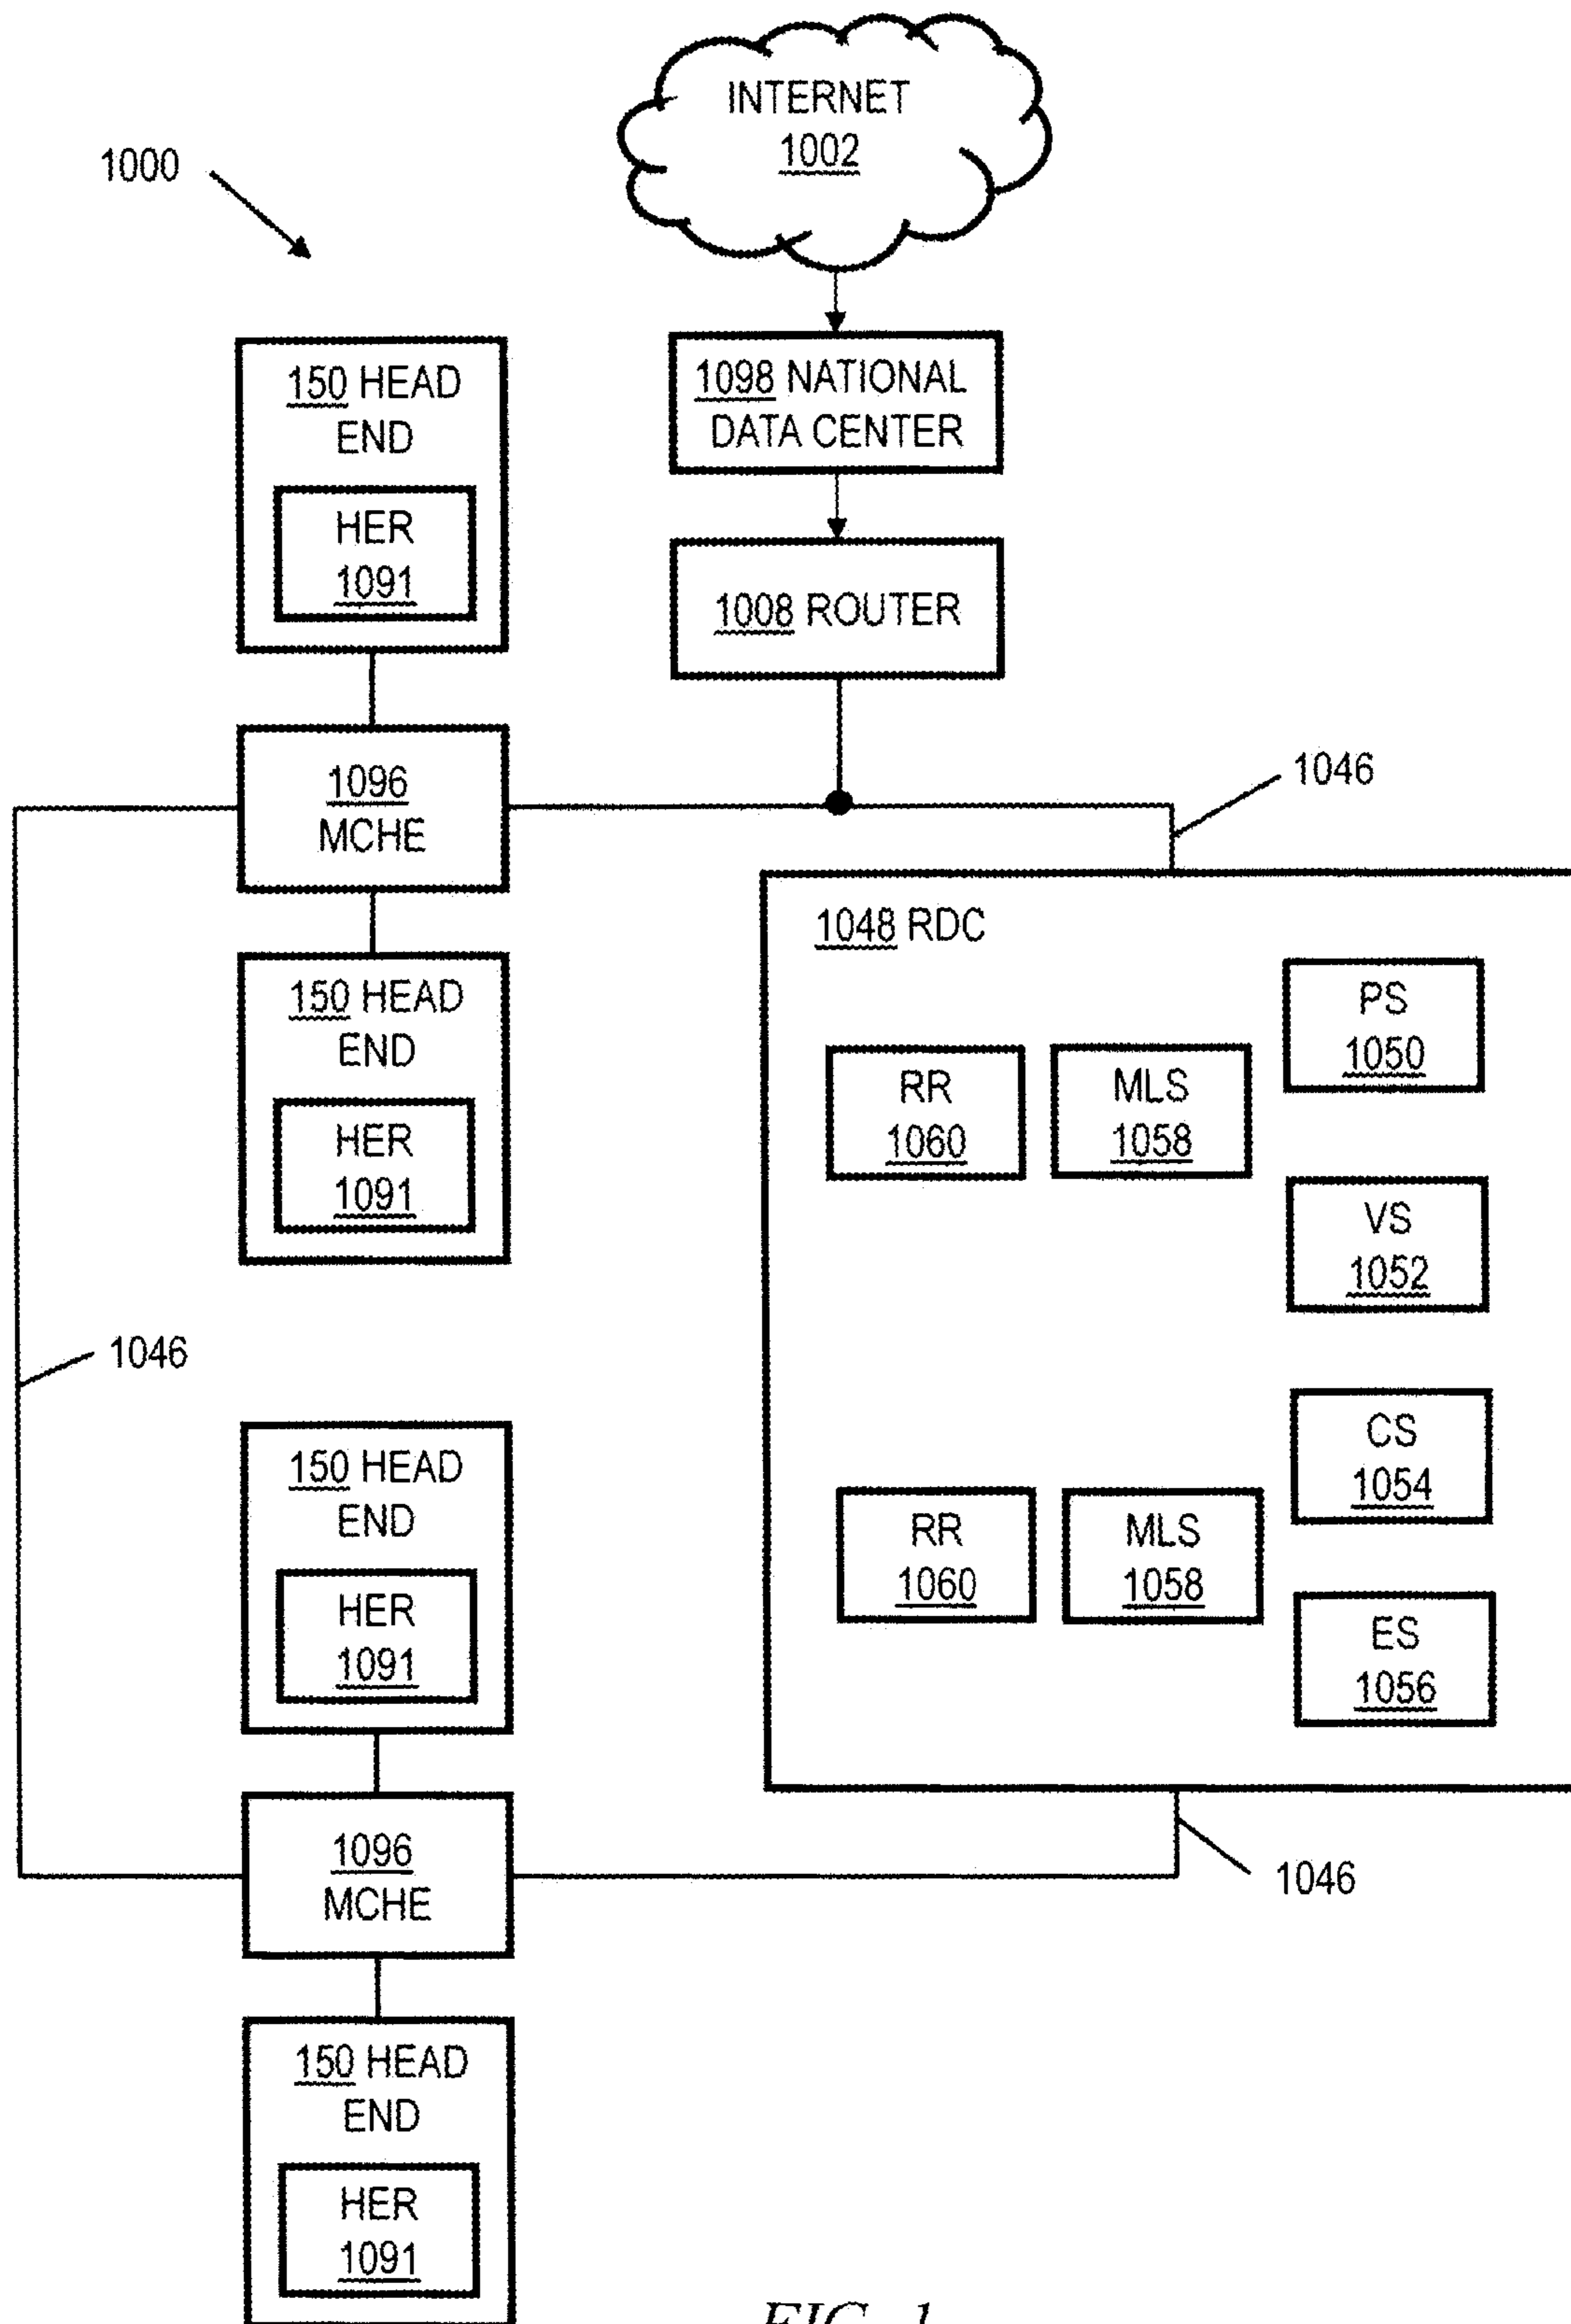 INTERNET
1002
1000
1098 NATIONAL
DATA CENTER
1008 ROUTER
150 HEAD
END
HER
1091
1096
MCHE
1046
150 HEAD
END
HER
1091
1048 RDC
PS
1050
RR
1060
MLS
1058
VS
1052
1046
CS
1054
RR
1060
MLS
1058
ES
1056
150 HEAD
END
HER
1091
1096
MCHE
1046
150 HEAD
END
HER
1091
FIG. 1